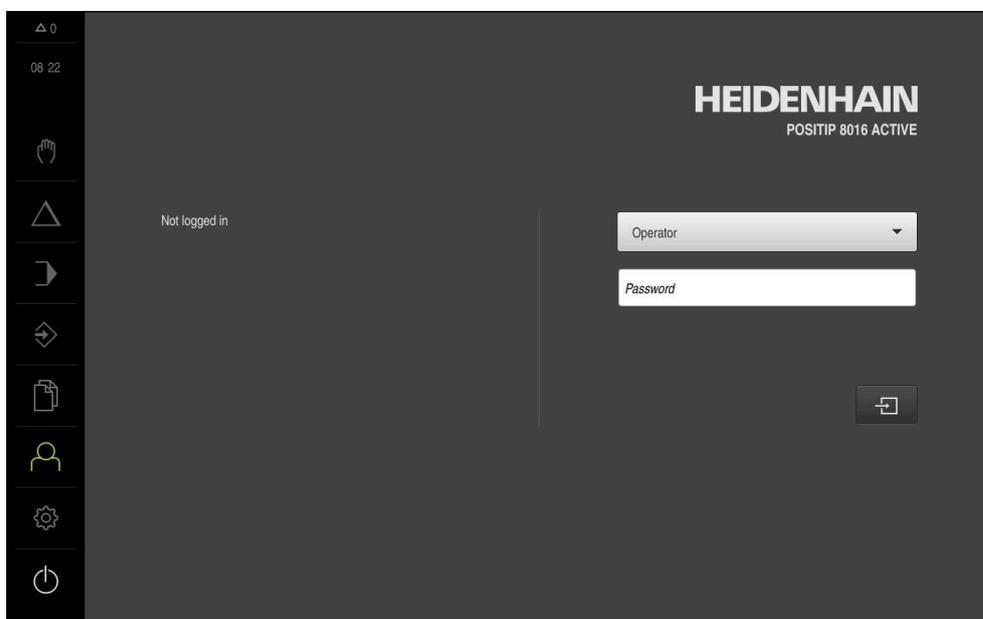 △ 0
08 22
HEIDENHAIN
POSITIP 8016 ACTIVE
Not logged in
Operator
Password